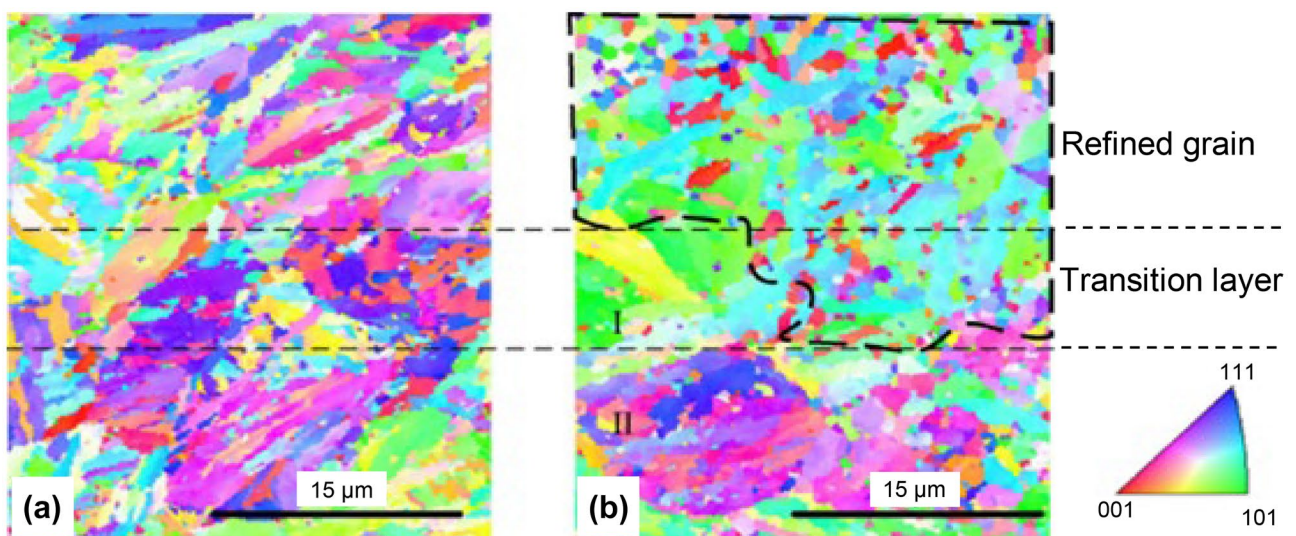 Refined grain
Transition layer
I
II
111
001
101
(a)
15 µm
(b)
15 µm